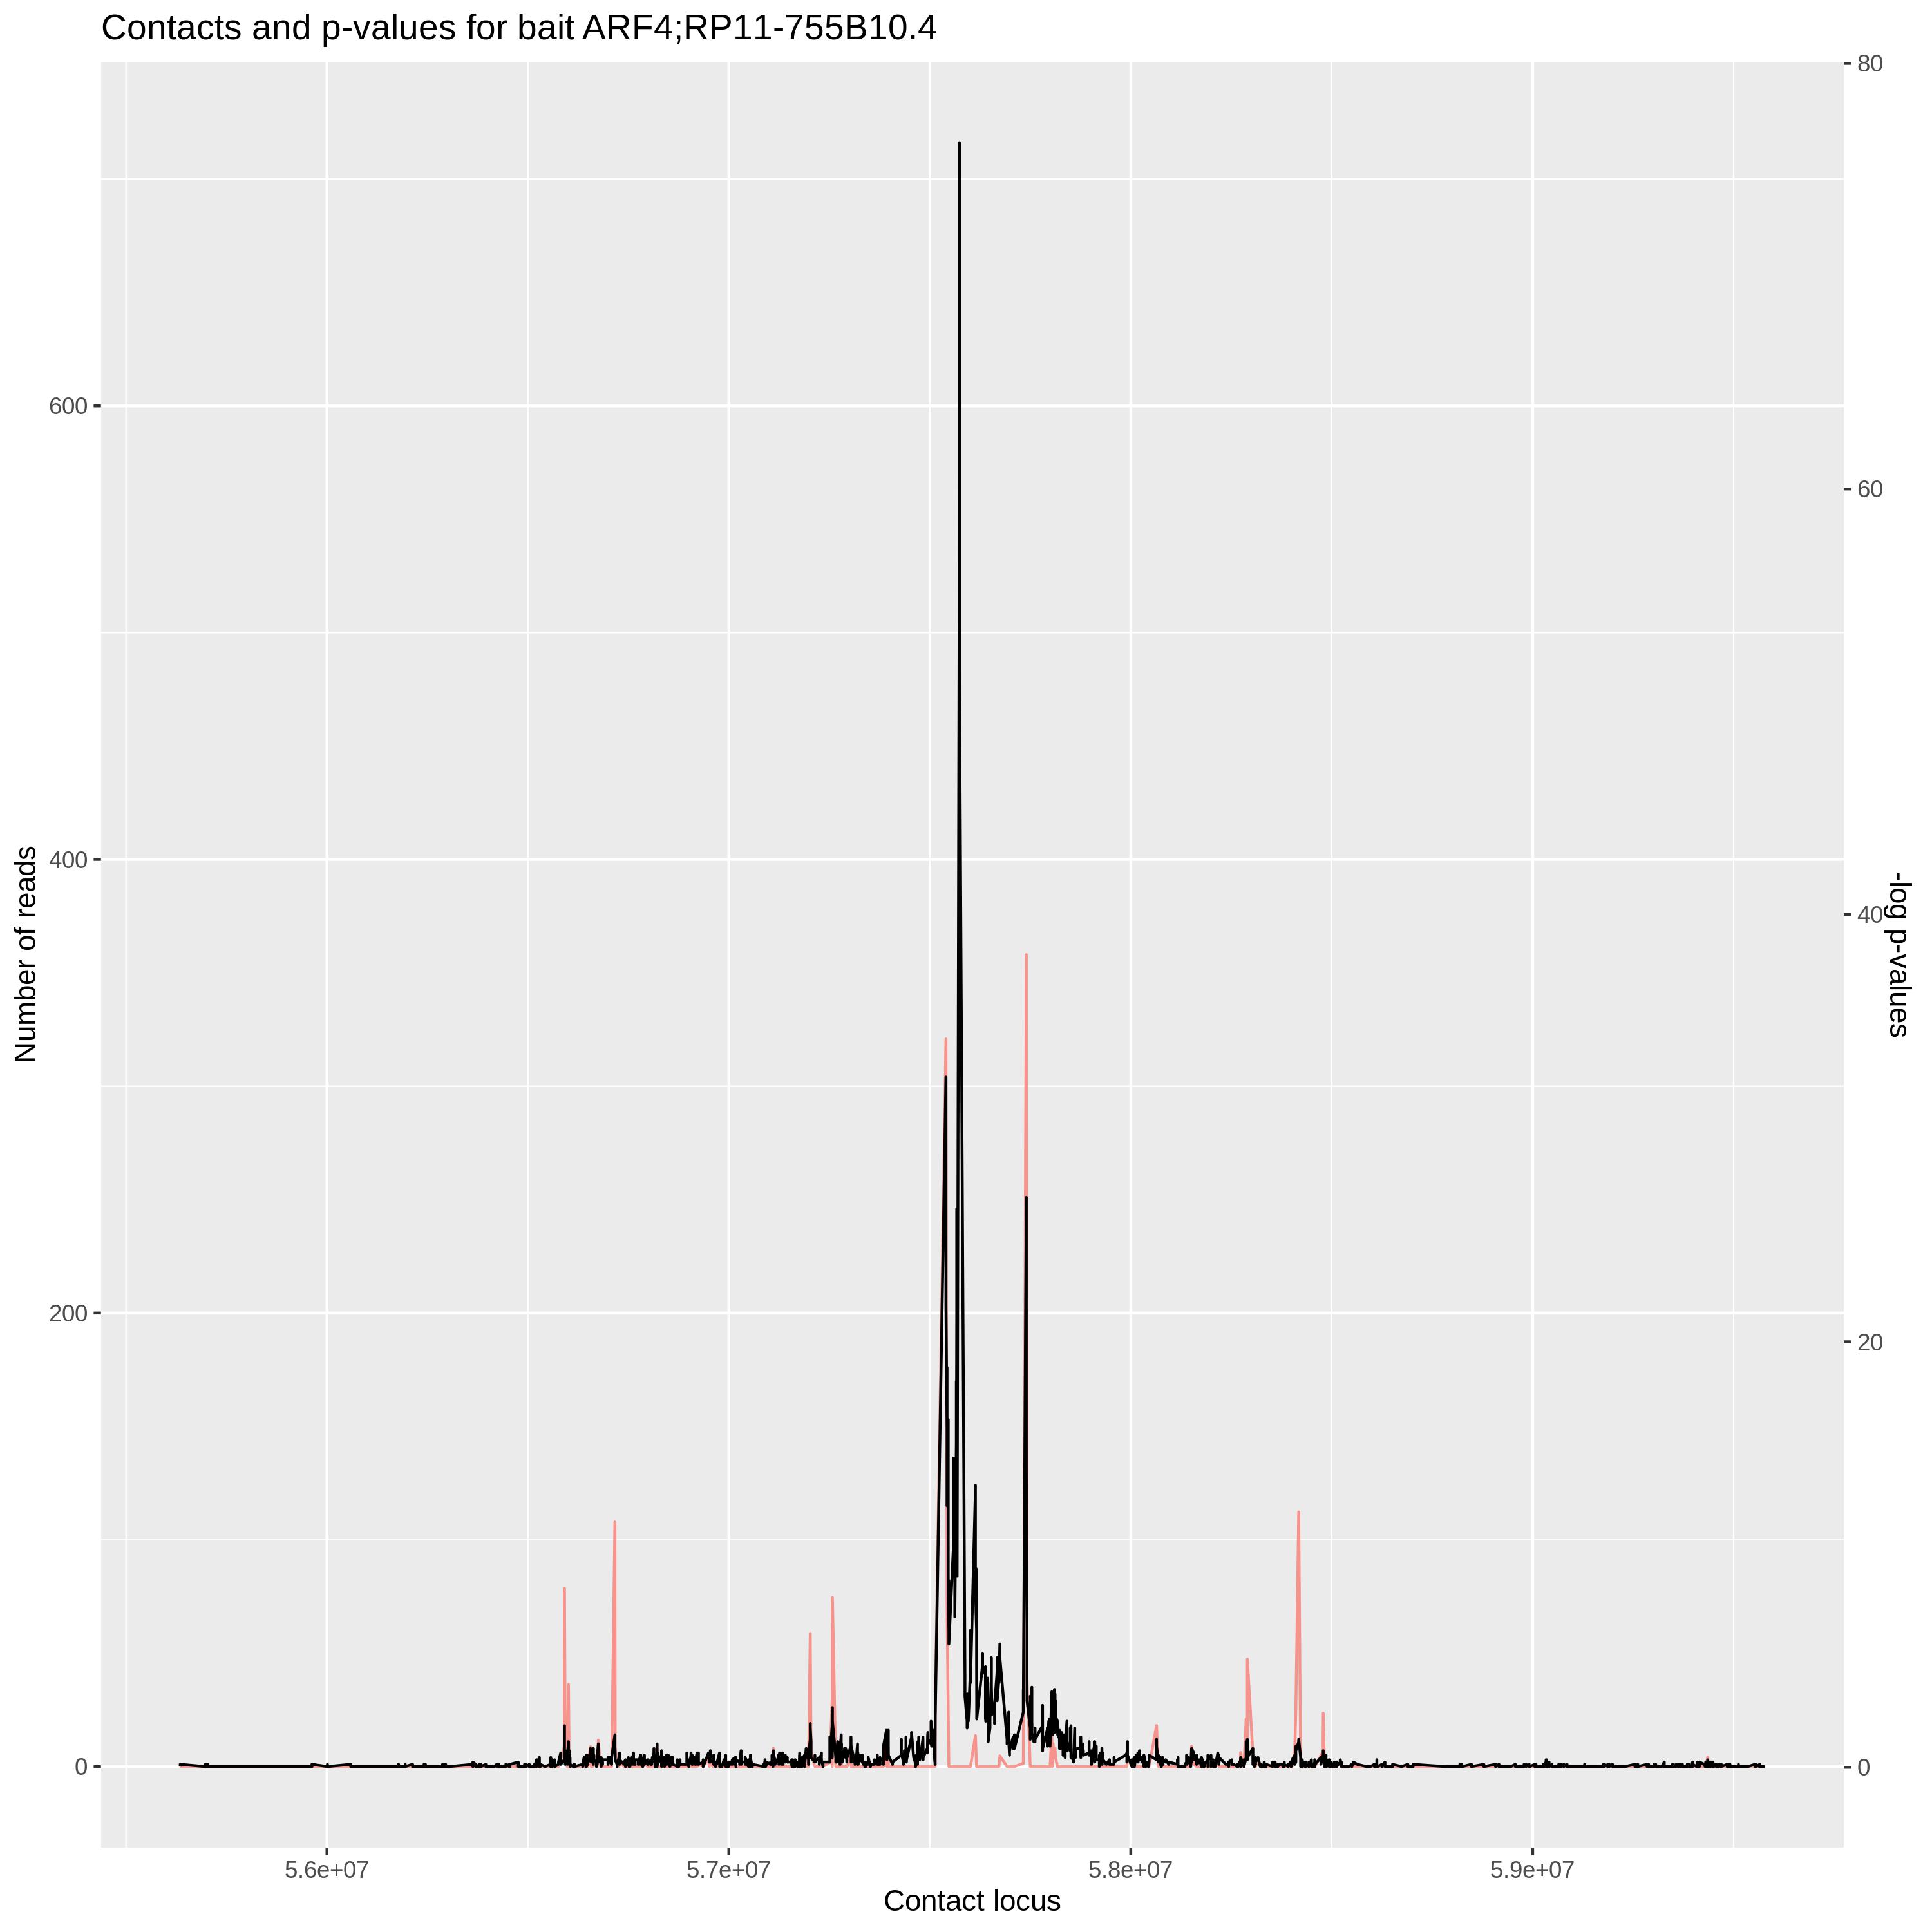 Contacts and p-values for bait ARF4;RP11-755B10.4
80
600
60
400
40
Number of reads
-log p-values
200
20
0
0
5.6e+07 5.7e+07 5.8e+07 5.9e+07
Contact locus